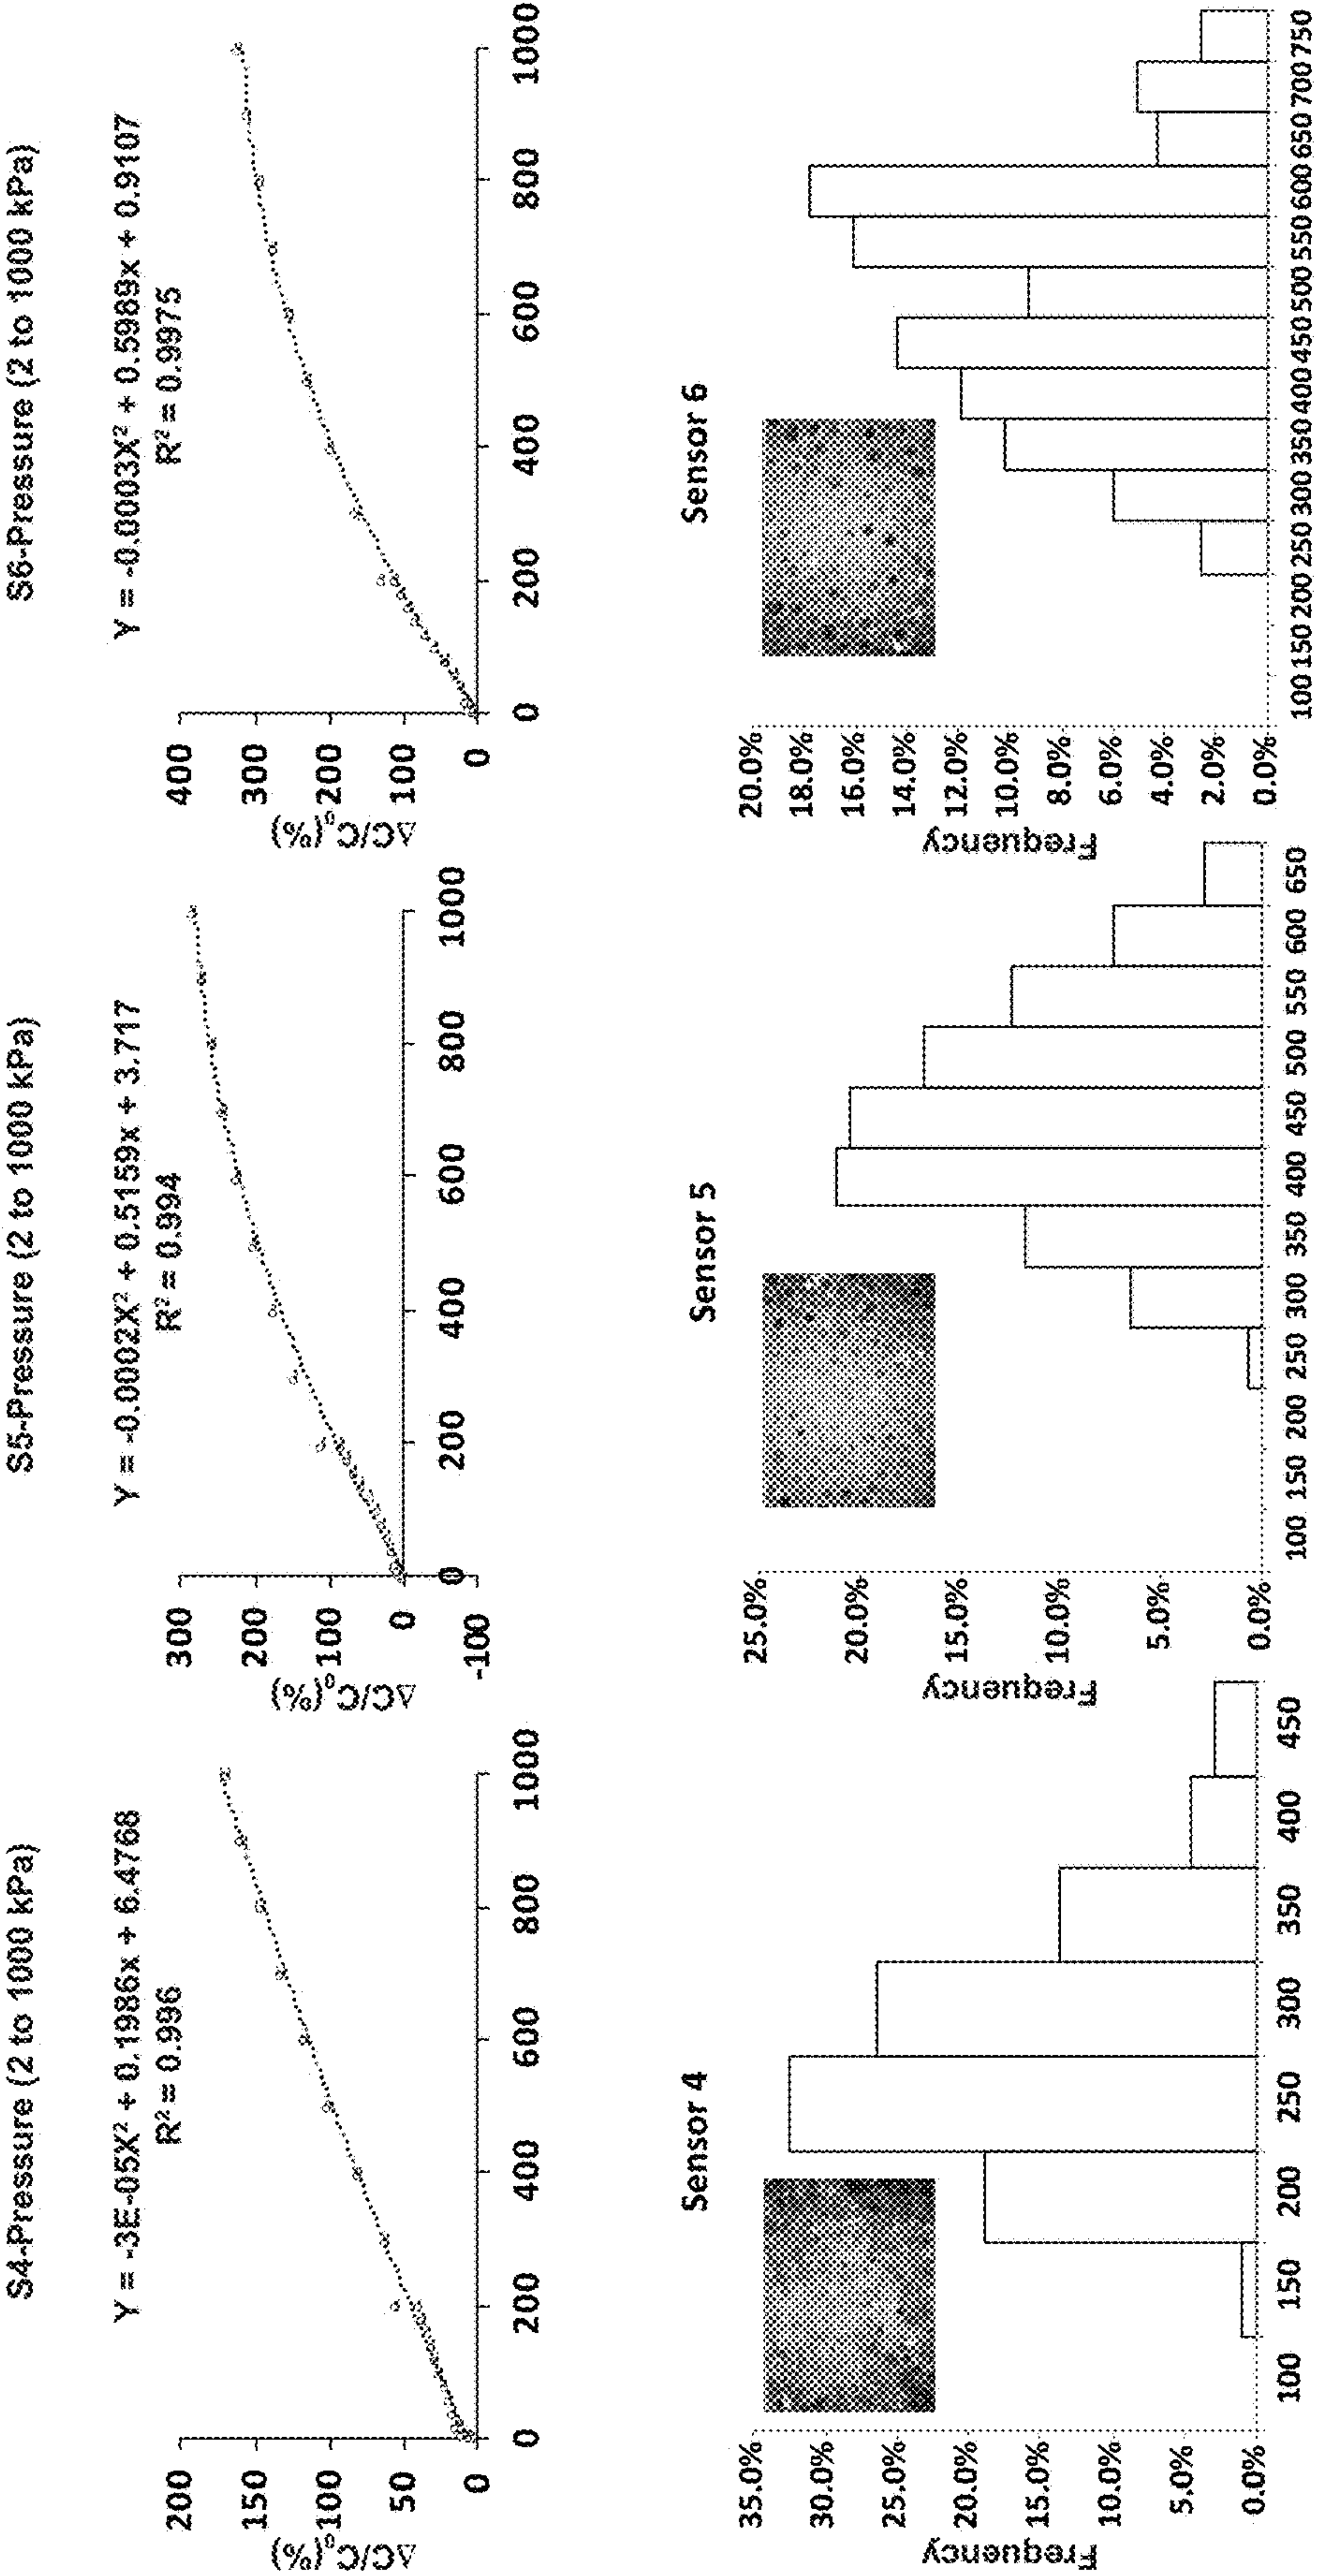 S4-Pressure (2 to 1000 kPa)
Y = -3E-05X² + 0.1986x + 6.4768
R² = 0.996
ΔC/C₀(%)
200
150
100
50
0
0 200 400 600 800 1000
S5-Pressure (2 to 1000 kPa)
Y = -0.0002X² + 0.5159x + 3.717
R² = 0.994
ΔC/C₀(%)
300
200
100
0
-100
0 200 400 600 800 1000
S6-Pressure (2 to 1000 kPa)
Y = -0.0003X² + 0.5989x + 0.9107
R² = 0.9975
ΔC/C₀(%)
400
300
200
100
0
0 200 400 600 800 1000
Sensor 4
Frequency
35.0%
30.0%
25.0%
20.0%
15.0%
10.0%
5.0%
0.0%
100 150 200 250 300 350 400 450
Sensor 5
Frequency
25.0%
20.0%
15.0%
10.0%
5.0%
0.0%
100 150 200 250 300 350 400 450 500 550 600 650
Sensor 6
Frequency
20.0%
18.0%
16.0%
14.0%
12.0%
10.0%
8.0%
6.0%
4.0%
2.0%
0.0%
100 150 200 250 300 350 400 450 500 550 600 650 700 750